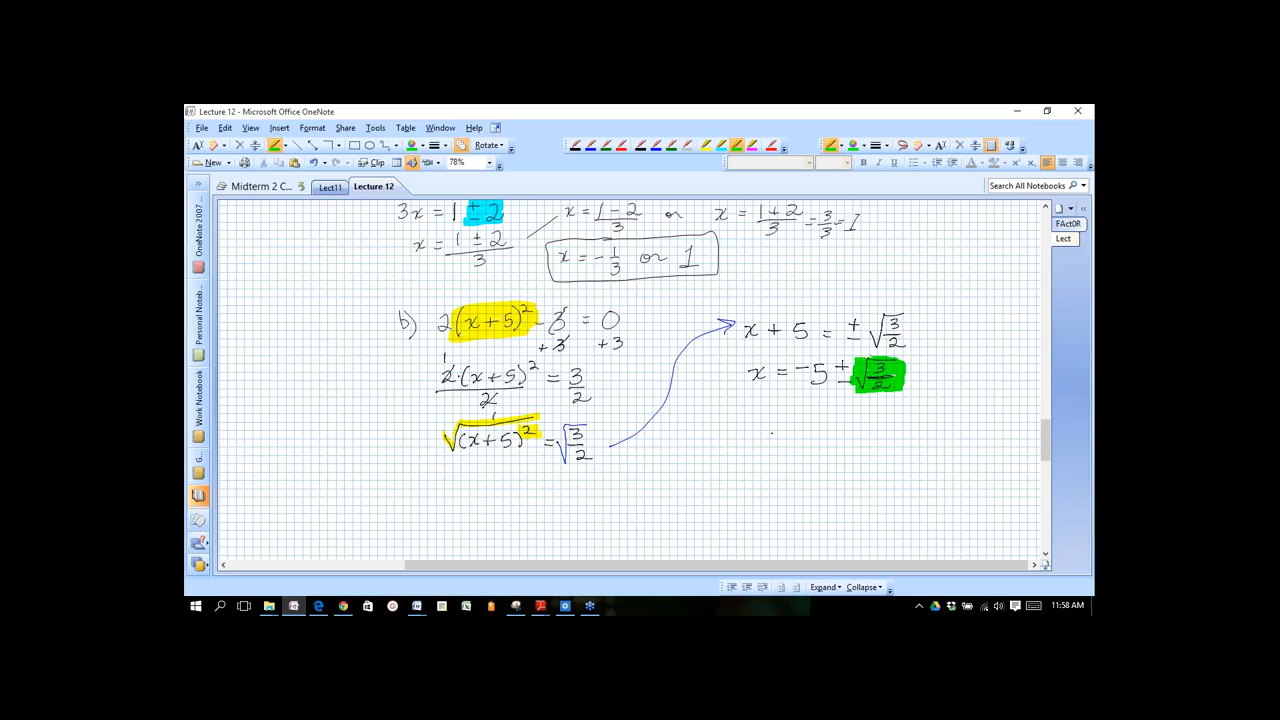 Lecture 12 - Microsoft Office OneNote
File Edit View Insert Format Share Tools Table Window Help
Rotate
New Clip 78%
B I U
Midterm 2 C... Lect11 Lecture 12 Search All Notebooks
OneNote 2007
Personal Noteb...
Work Notebook
G...
FAct0R
Lect
3x = 1 ± 2
x = (1 ± 2)/3
x = (1 - 2)/3 or x = (1 + 2)/3 = 3/3 = 1
x = -1/3 or 1
b) 2(x+5)² - 3 = 0
+3 +3
2·(x+5)²/2 = 3/2
√(x+5)² = √(3/2)
x + 5 = ± √(3/2)
x = -5 ± √(3/2)
Expand Collapse
11:58 AM